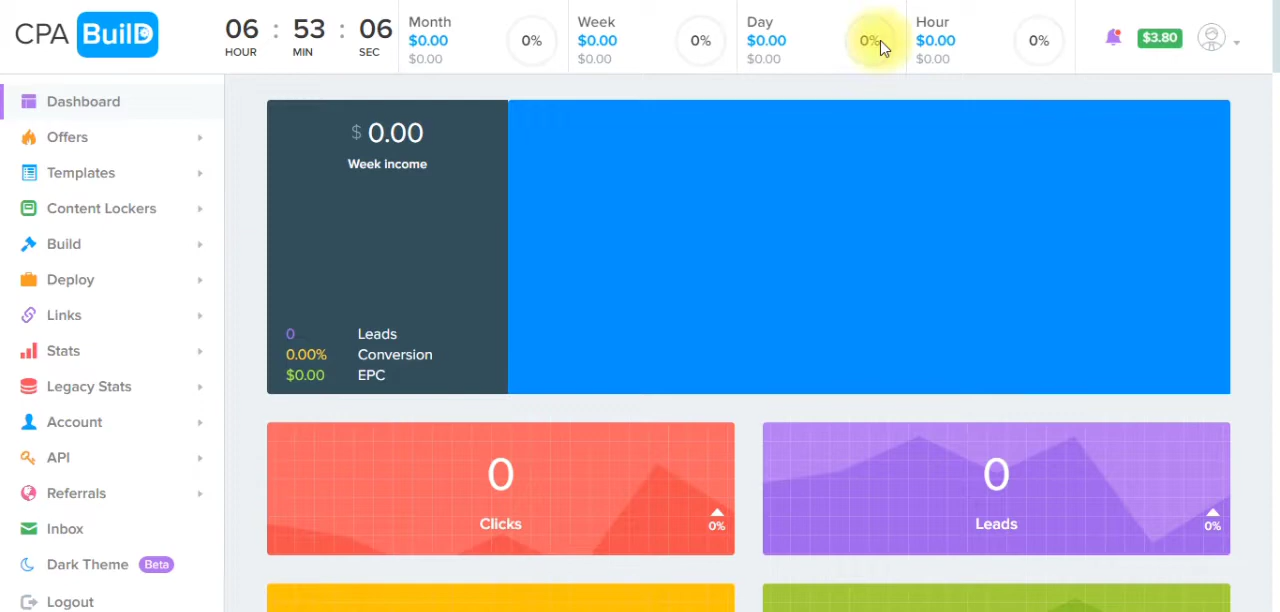 CPA BuilD
06 : 53 : 06
HOUR MIN SEC
Month
$0.00
$0.00
0%
Week
$0.00
$0.00
0%
Day
$0.00
$0.00
0%
Hour
$0.00
$0.00
0%
$3.80
Dashboard
Offers
Templates
Content Lockers
Build
Deploy
Links
Stats
Legacy Stats
Account
API
Referrals
Inbox
Dark Theme Beta
Logout
$ 0.00
Week income
0 Leads
0.00% Conversion
$0.00 EPC
0
Clicks
0%
0
Leads
0%